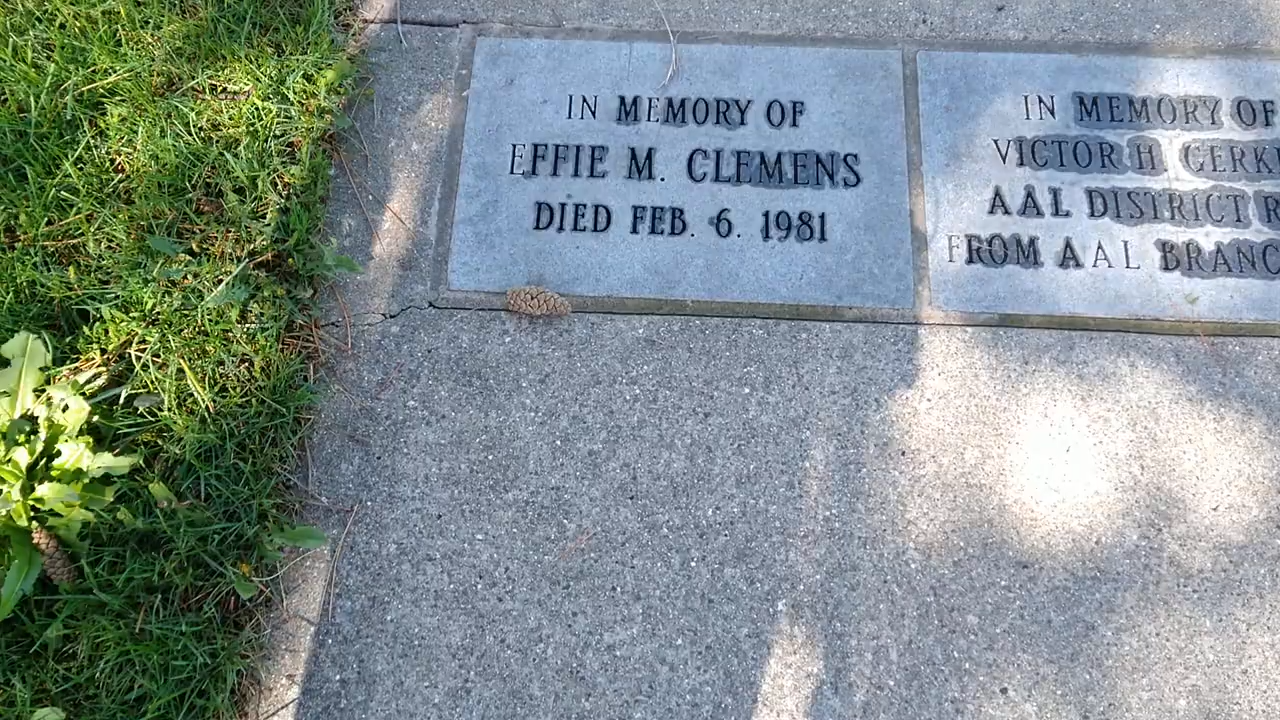 IN MEMORY OF
EFFIE M. CLEMENS
DIED FEB. 6. 1981
IN MEMORY OF
VICTOR H. 
AAL DISTRICT
FROM AAL